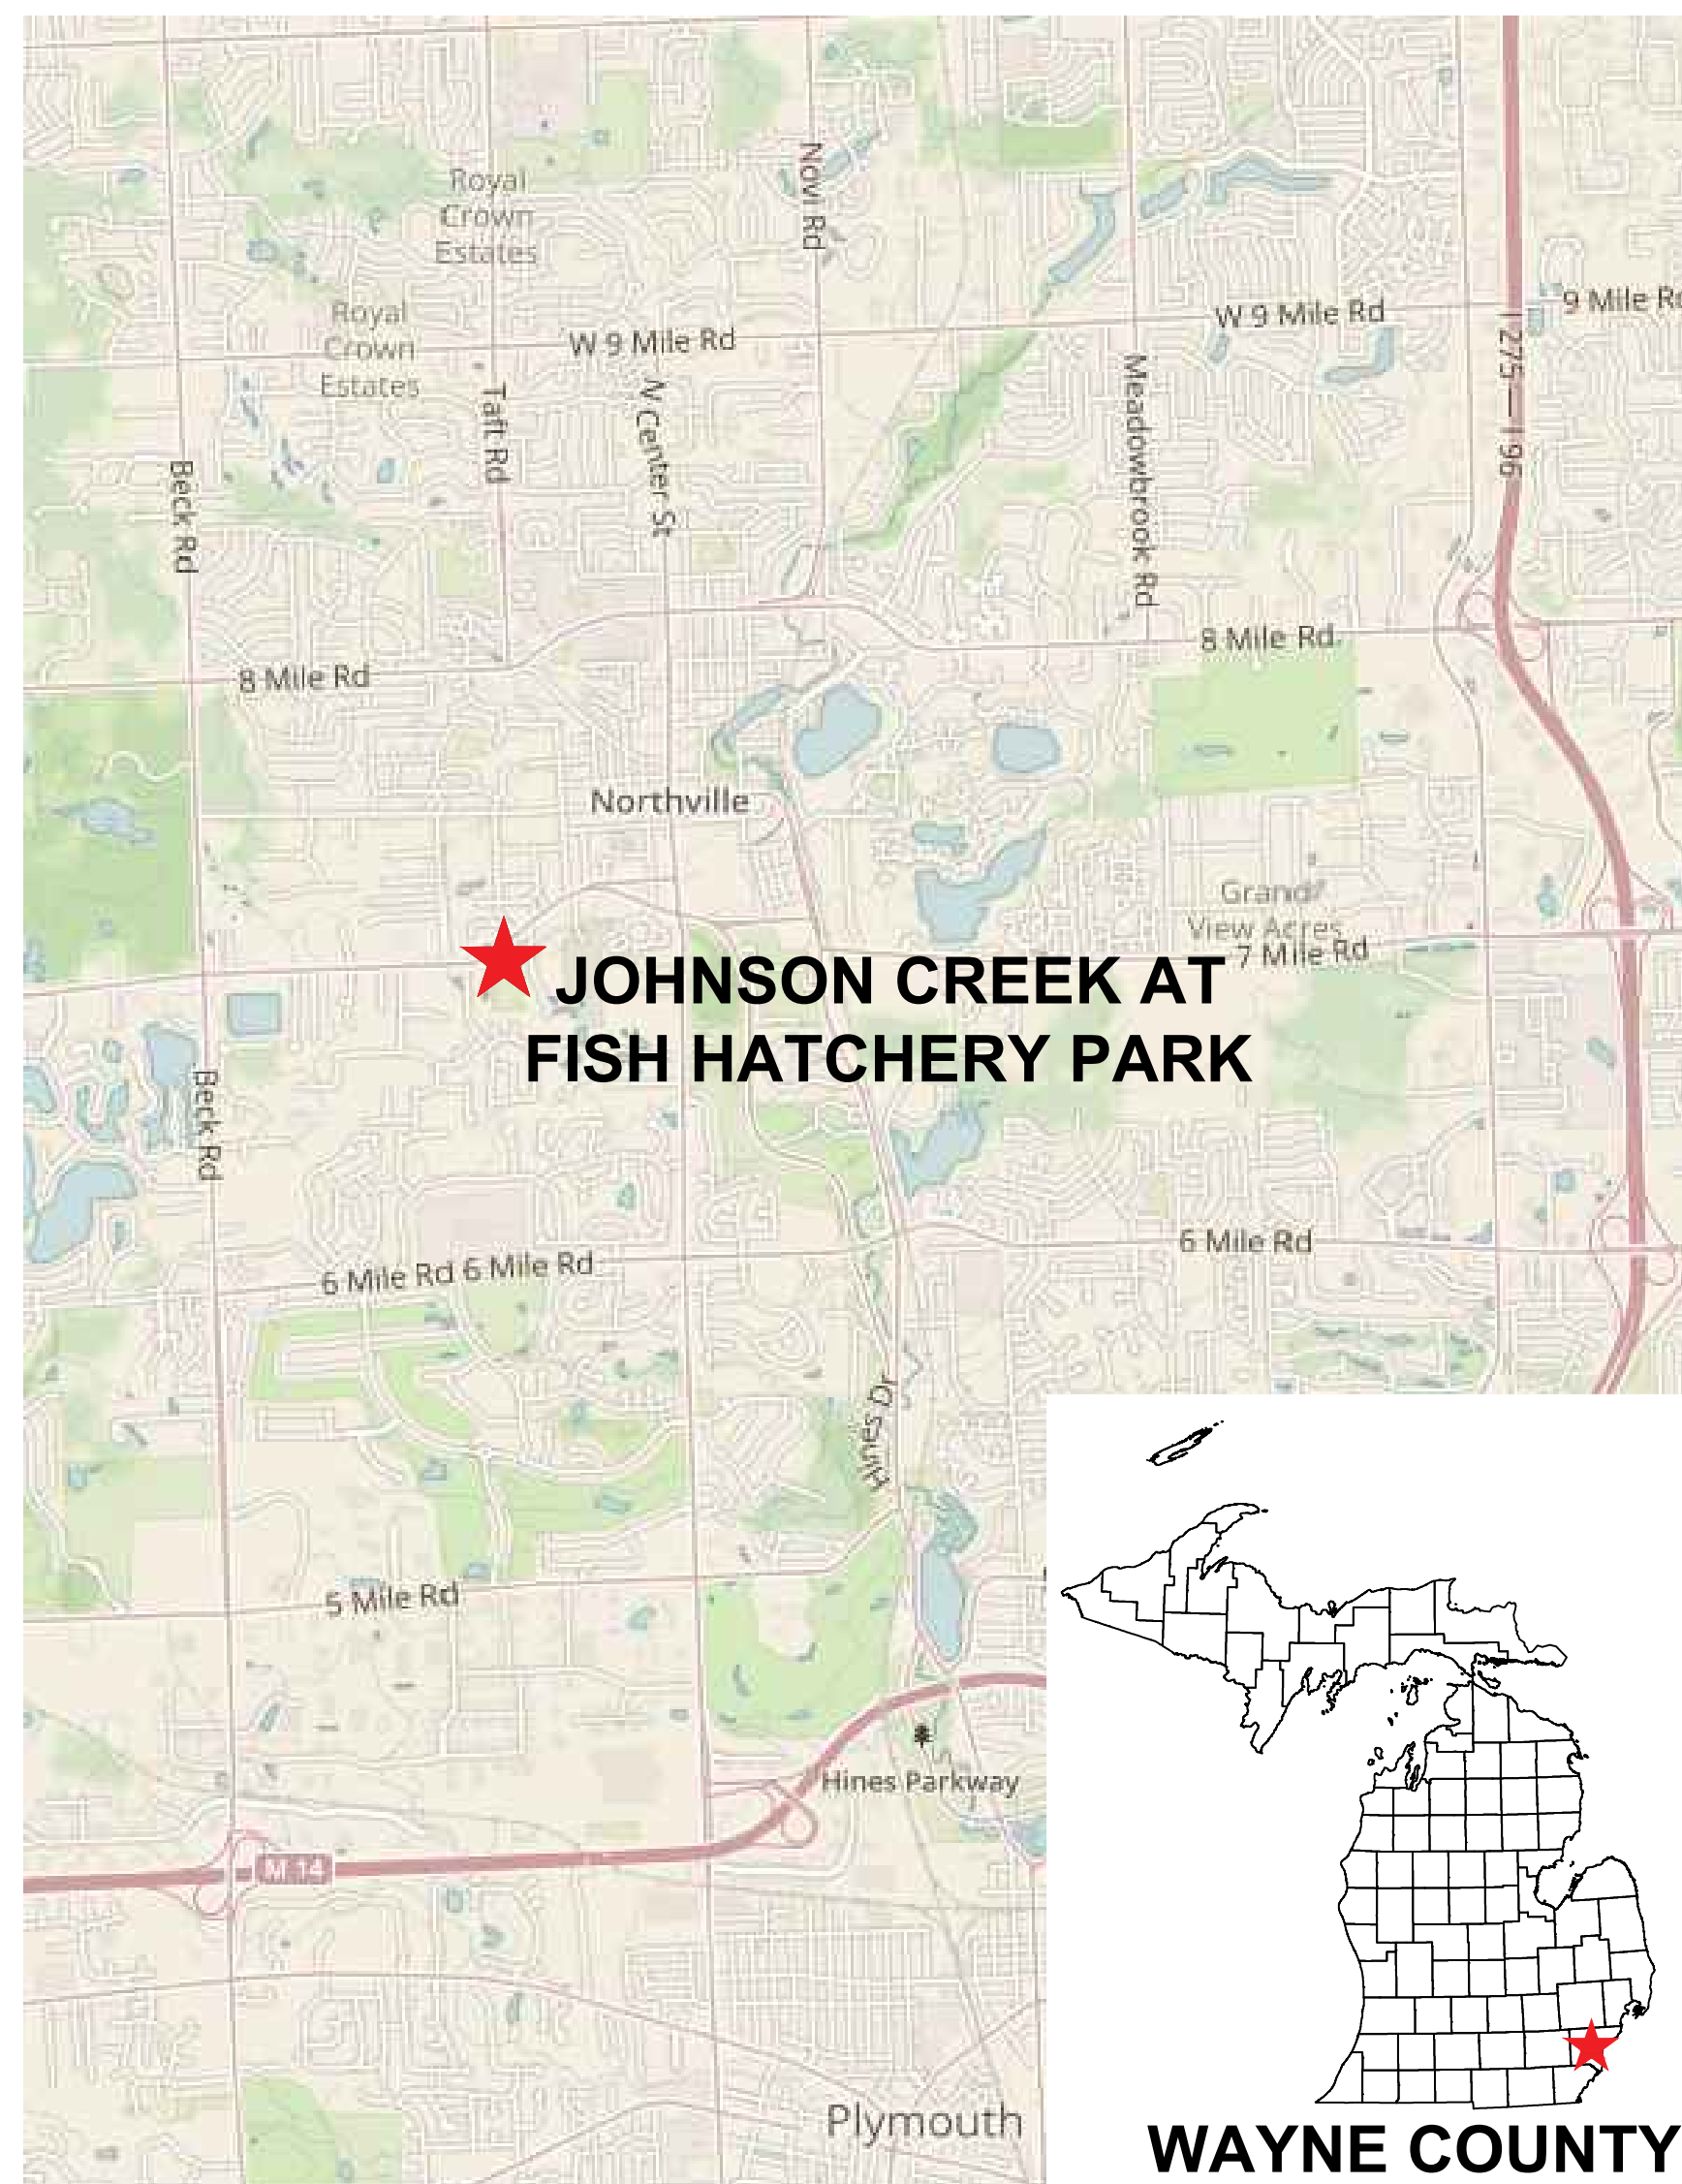 Royal
Crown
Estates
Novi Rd
Royal
Crown
Estates
W 9 Mile Rd
W 9 Mile Rd
9 Mile Rd
I 275—I 96
Taft Rd
N Center St
Meadowbrook Rd
Beck Rd
8 Mile Rd
8 Mile Rd
Northville
Grand
View Acres
7 Mile Rd
JOHNSON CREEK AT
FISH HATCHERY PARK
Beck Rd
6 Mile Rd
6 Mile Rd 6 Mile Rd
Hines Dr
5 Mile Rd
Hines Parkway
M 14
Plymouth
WAYNE COUNTY